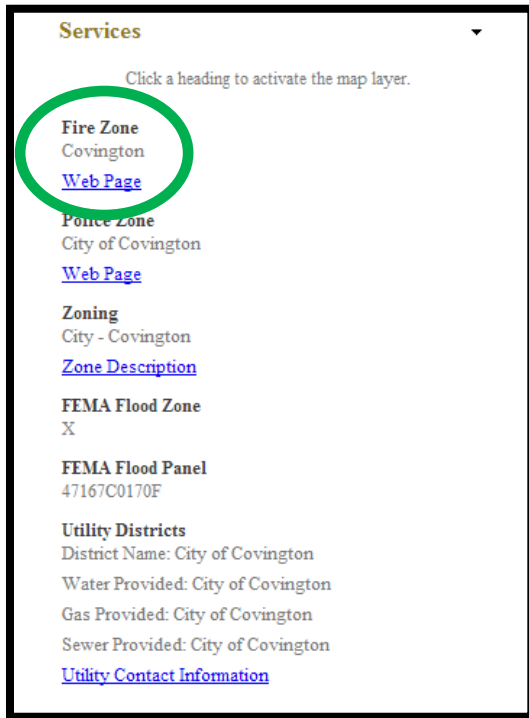 Services
Click a heading to activate the map layer.
Fire Zone
Covington
Web Page
Police Zone
City of Covington
Web Page
Zoning
City - Covington
Zone Description
FEMA Flood Zone
X
FEMA Flood Panel
47167C0170F
Utility Districts
District Name: City of Covington
Water Provided: City of Covington
Gas Provided: City of Covington
Sewer Provided: City of Covington
Utility Contact Information